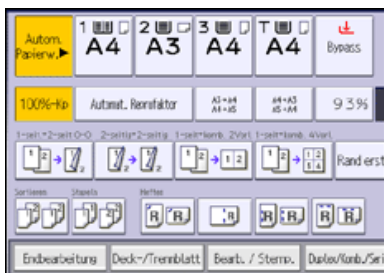 Autom. Papierw.▶
1 A4
2 A3
3 A4
T A4
Bypass
100%-Kp
Automat. Reprofaktor
A3→A4 A4→A5
A4→A3 A5→A4
93%
1-seit.→2-seit O-O
2-seitig→2-seitig
1-seit→komb. 2Vorl.
1-seit→komb. 4Vorl.
Rand erst
Sortieren
Stapeln
Heften
Endbearbeitung
Deck-/Trennblatt
Bearb. / Stemp.
Duplex/Komb./Seri